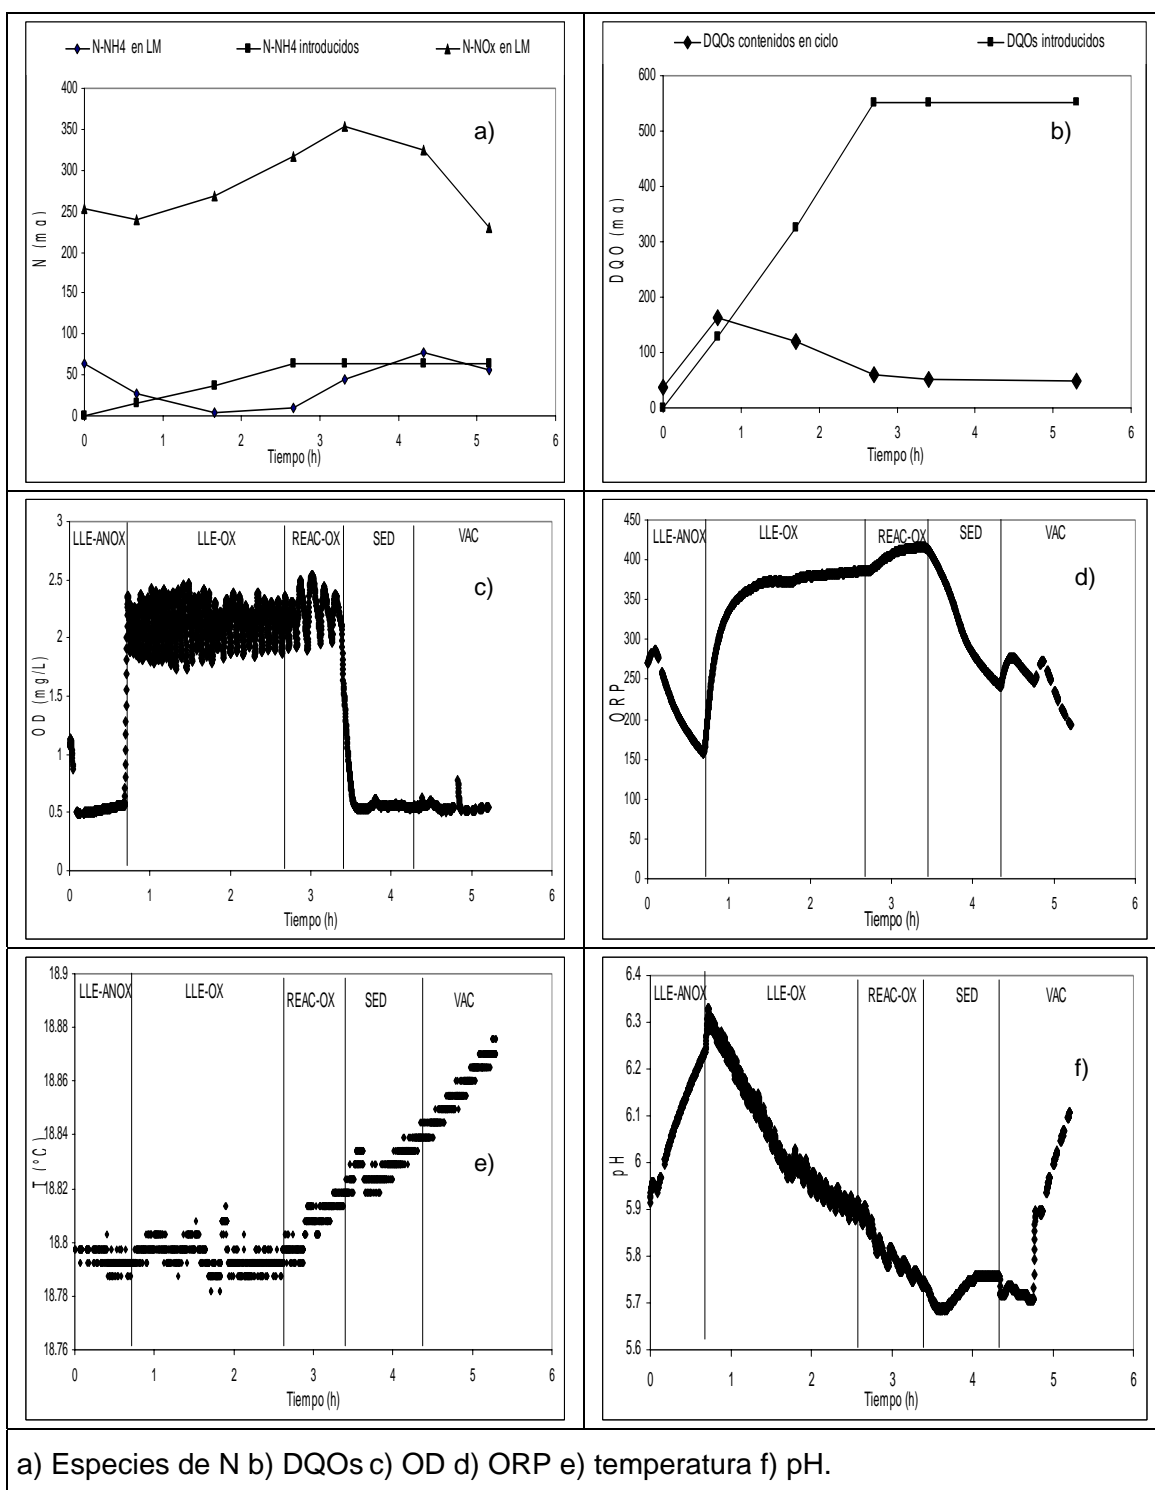 N-NH4 en LM N-NH4 introducidos N-NOx en LM
400
350
300
250
200
150
100
50
0
N (mg)
a)
0 1 2 3 4 5 6
Tiempo (h)
DQOs contenidos en ciclo DQOs introducidos
600
500
400
300
200
100
0
DQO (mg)
b)
0 1 2 3 4 5 6
Tiempo (h)
3
2.5
2
1.5
1
0.5
0
OD (mg/L)
LLE-ANOX LLE-OX REAC-OX SED VAC
c)
0 1 2 3 4 5 6
Tiempo (h)
450
400
350
300
250
200
150
100
50
0
ORP
LLE-ANOX LLE-OX REAC-OX SED VAC
d)
0 1 2 3 4 5 6
Tiempo (h)
18.9
18.88
18.86
18.84
18.82
18.8
18.78
18.76
T (°C)
LLE-ANOX LLE-OX REAC-OX SED VAC
e)
0 1 2 3 4 5 6
Tiempo (h)
6.4
6.3
6.2
6.1
6
5.9
5.8
5.7
5.6
pH
LLE-ANOX LLE-OX REAC-OX SED VAC
f)
0 1 2 3 4 5 6
Tiempo (h)
a) Especies de N b) DQOs c) OD d) ORP e) temperatura f) pH.